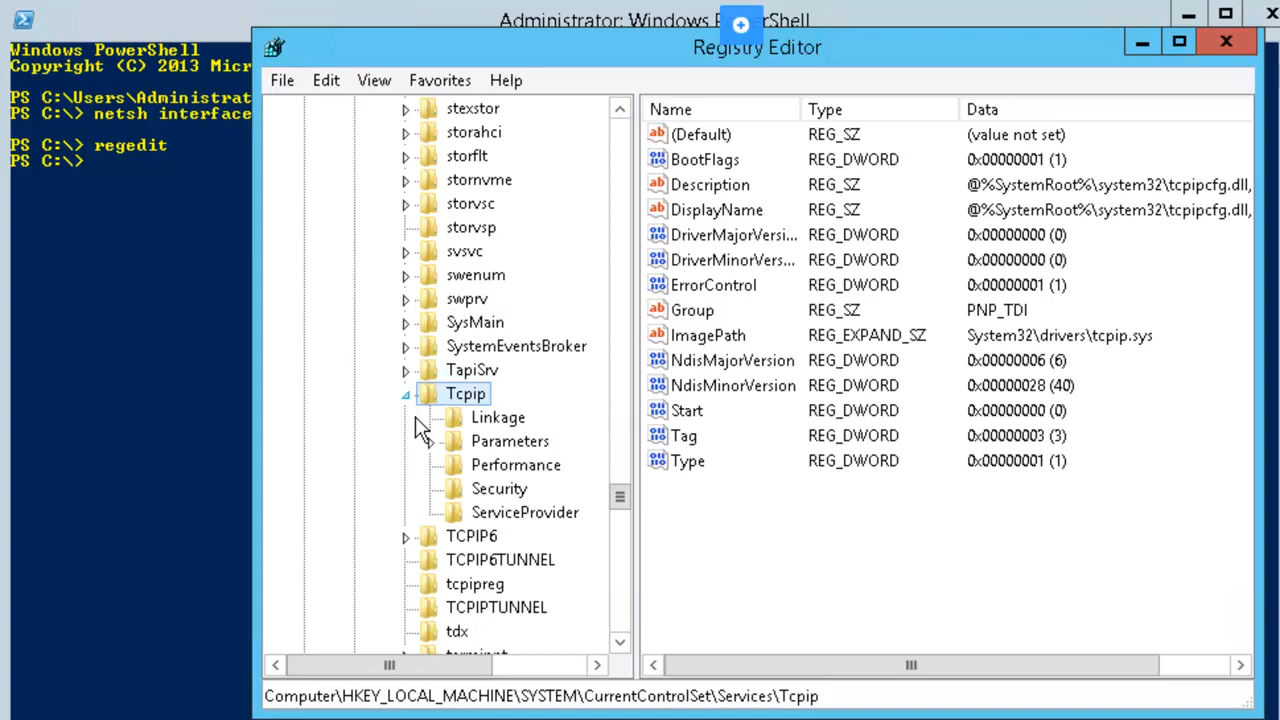 Administrator: Windows PowerShell
Windows PowerShell
Copyright (C) 2013 Micr
PS C:\Users\Administrat
PS C:\> netsh interface
PS C:\> regedit
PS C:\>
Registry Editor
File Edit View Favorites Help
stexstor
storahci
storflt
stornvme
storvsc
storvsp
svsvc
swenum
swprv
SysMain
SystemEventsBroker
TapiSrv
Tcpip
Linkage
Parameters
Performance
Security
ServiceProvider
TCPIP6
TCPIP6TUNNEL
tcpipreg
TCPIPTUNNEL
tdx
Name Type Data
(Default) REG_SZ (value not set)
BootFlags REG_DWORD 0x00000001 (1)
Description REG_SZ @%SystemRoot%\system32\tcpipcfg.dll,
DisplayName REG_SZ @%SystemRoot%\system32\tcpipcfg.dll,
DriverMajorVersi... REG_DWORD 0x00000000 (0)
DriverMinorVers... REG_DWORD 0x00000000 (0)
ErrorControl REG_DWORD 0x00000001 (1)
Group REG_SZ PNP_TDI
ImagePath REG_EXPAND_SZ System32\drivers\tcpip.sys
NdisMajorVersion REG_DWORD 0x00000006 (6)
NdisMinorVersion REG_DWORD 0x00000028 (40)
Start REG_DWORD 0x00000000 (0)
Tag REG_DWORD 0x00000003 (3)
Type REG_DWORD 0x00000001 (1)
Computer\HKEY_LOCAL_MACHINE\SYSTEM\CurrentControlSet\Services\Tcpip